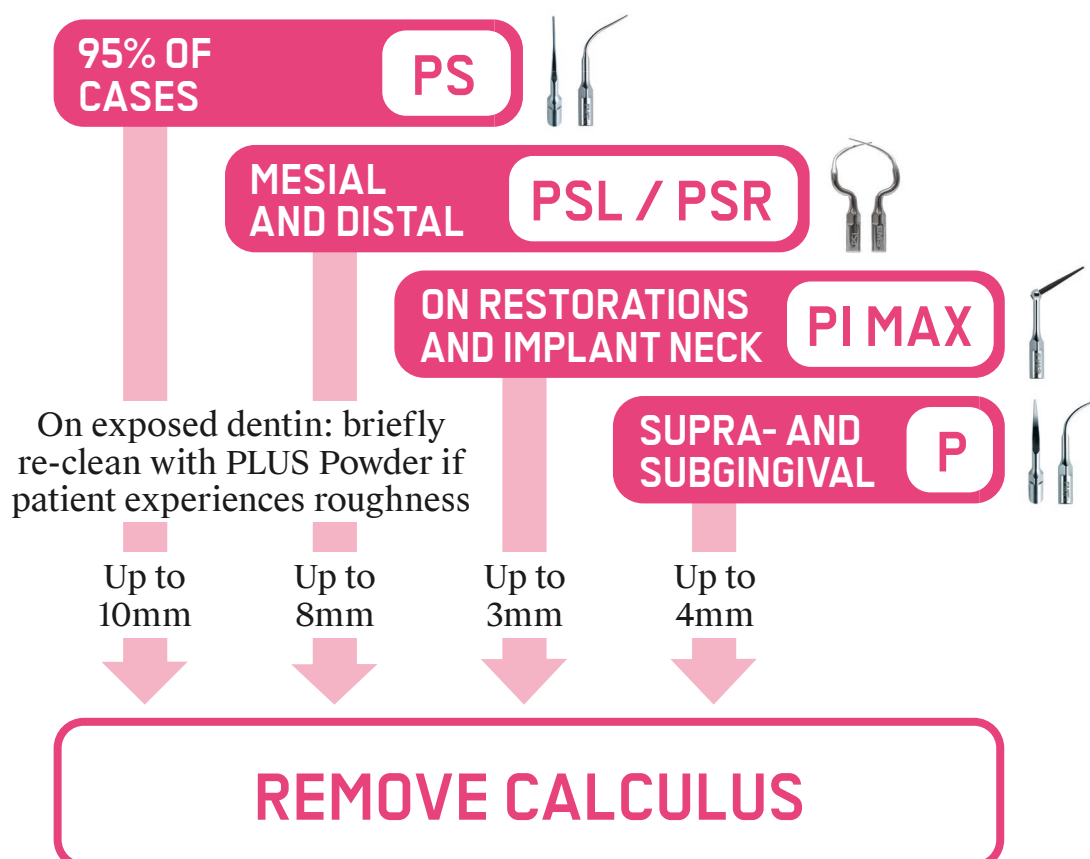 95% OF
CASES
PS
MESIAL
AND DISTAL
PSL / PSR
ON RESTORATIONS
AND IMPLANT NECK
PI MAX
SUPRA- AND
SUBGINGIVAL
P
On exposed dentin: briefly
re-clean with PLUS Powder if
patient experiences roughness
Up to
10mm
Up to
8mm
Up to
3mm
Up to
4mm
REMOVE CALCULUS